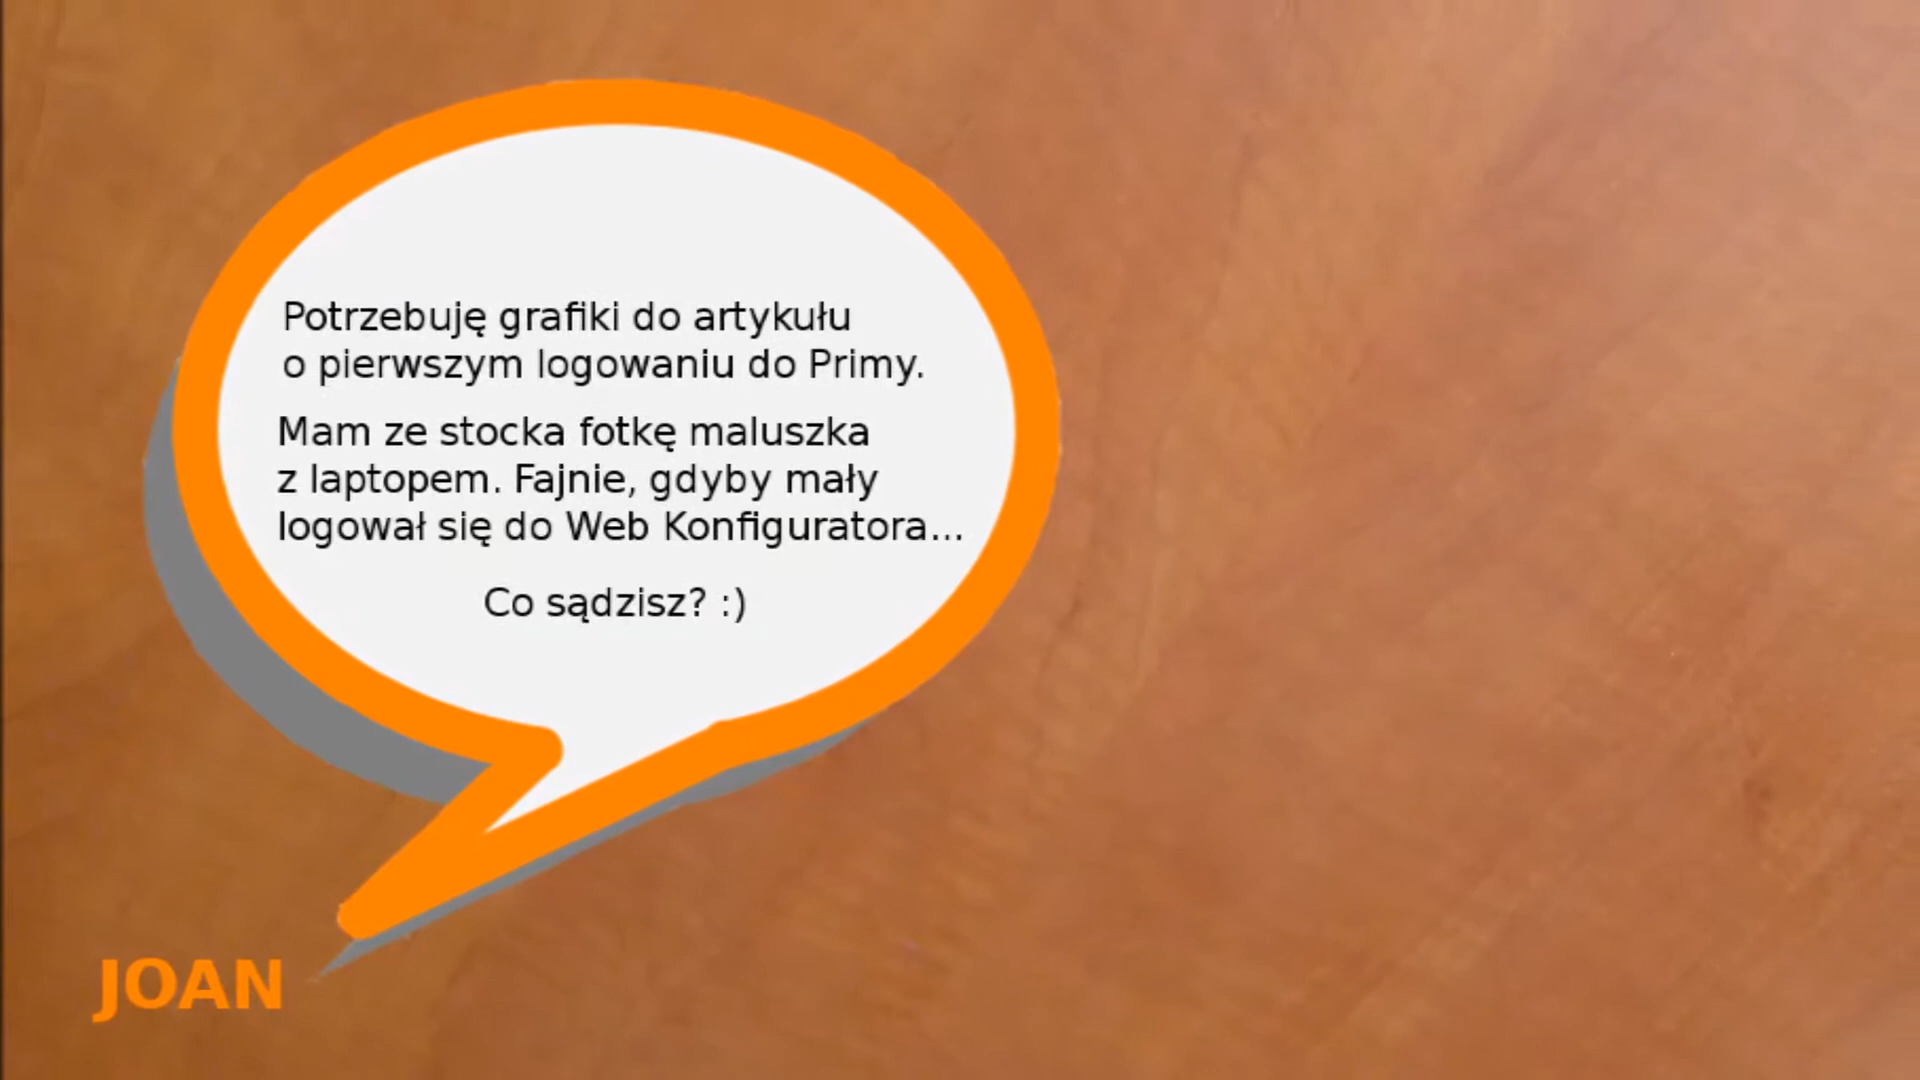 Potrzebuję grafiki do artykułu
o pierwszym logowaniu do Primy.
Mam ze stocka fotkę maluszka
z laptopem. Fajnie, gdyby mały
logował się do Web Konfiguratora...
Co sądzisz? :)
JOAN